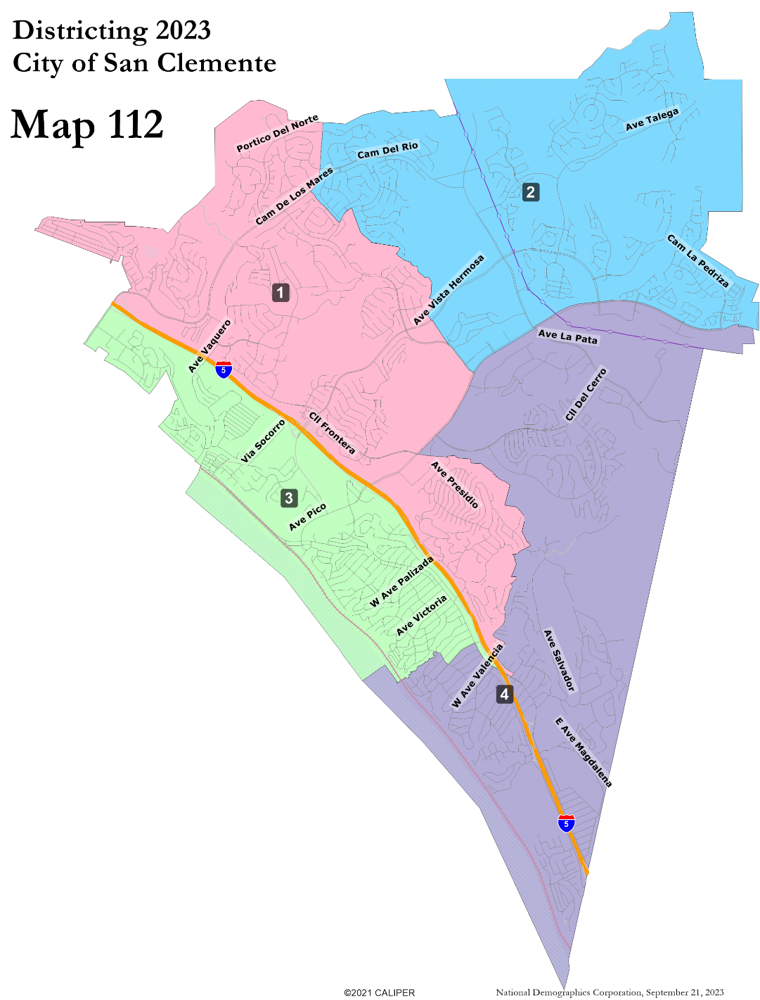 Districting 2023
City of San Clemente
Map 112
Portico Del Norte
Cam Del Rio
Ave Talega
Cam De Los Mares
2
Cam La Pedriza
1
Ave Vista Hermosa
Ave Vaquero
Ave La Pata
5
Cll Del Cerro
Cll Frontera
Via Socorro
Ave Presidio
3
Ave Pico
W Ave Palizada
Ave Victoria
Ave Salvador
W Ave Valencia
4
E Ave Magdalena
5
©2021 CALIPER
National Demographics Corporation, September 21, 2023